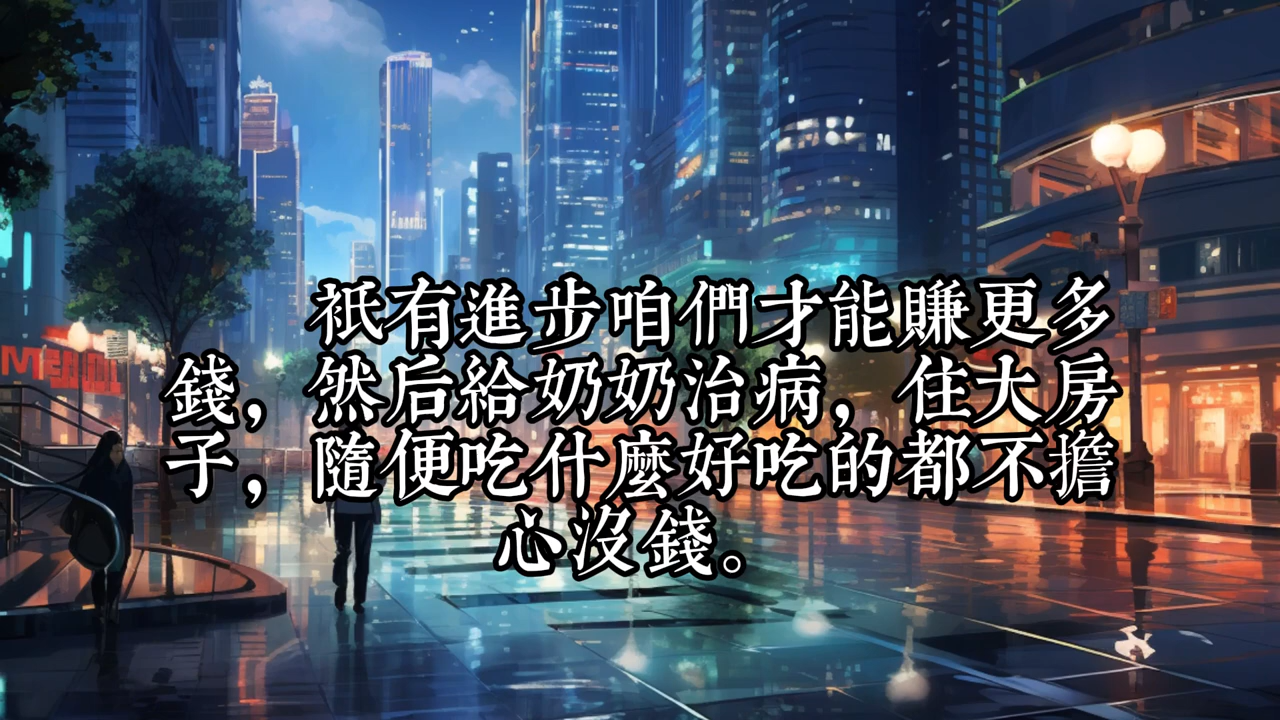 衹有進步咱們才能賺更多
錢，然后給奶奶治病，住大房
子，隨便吃什麼好吃的都不擔
心沒錢。